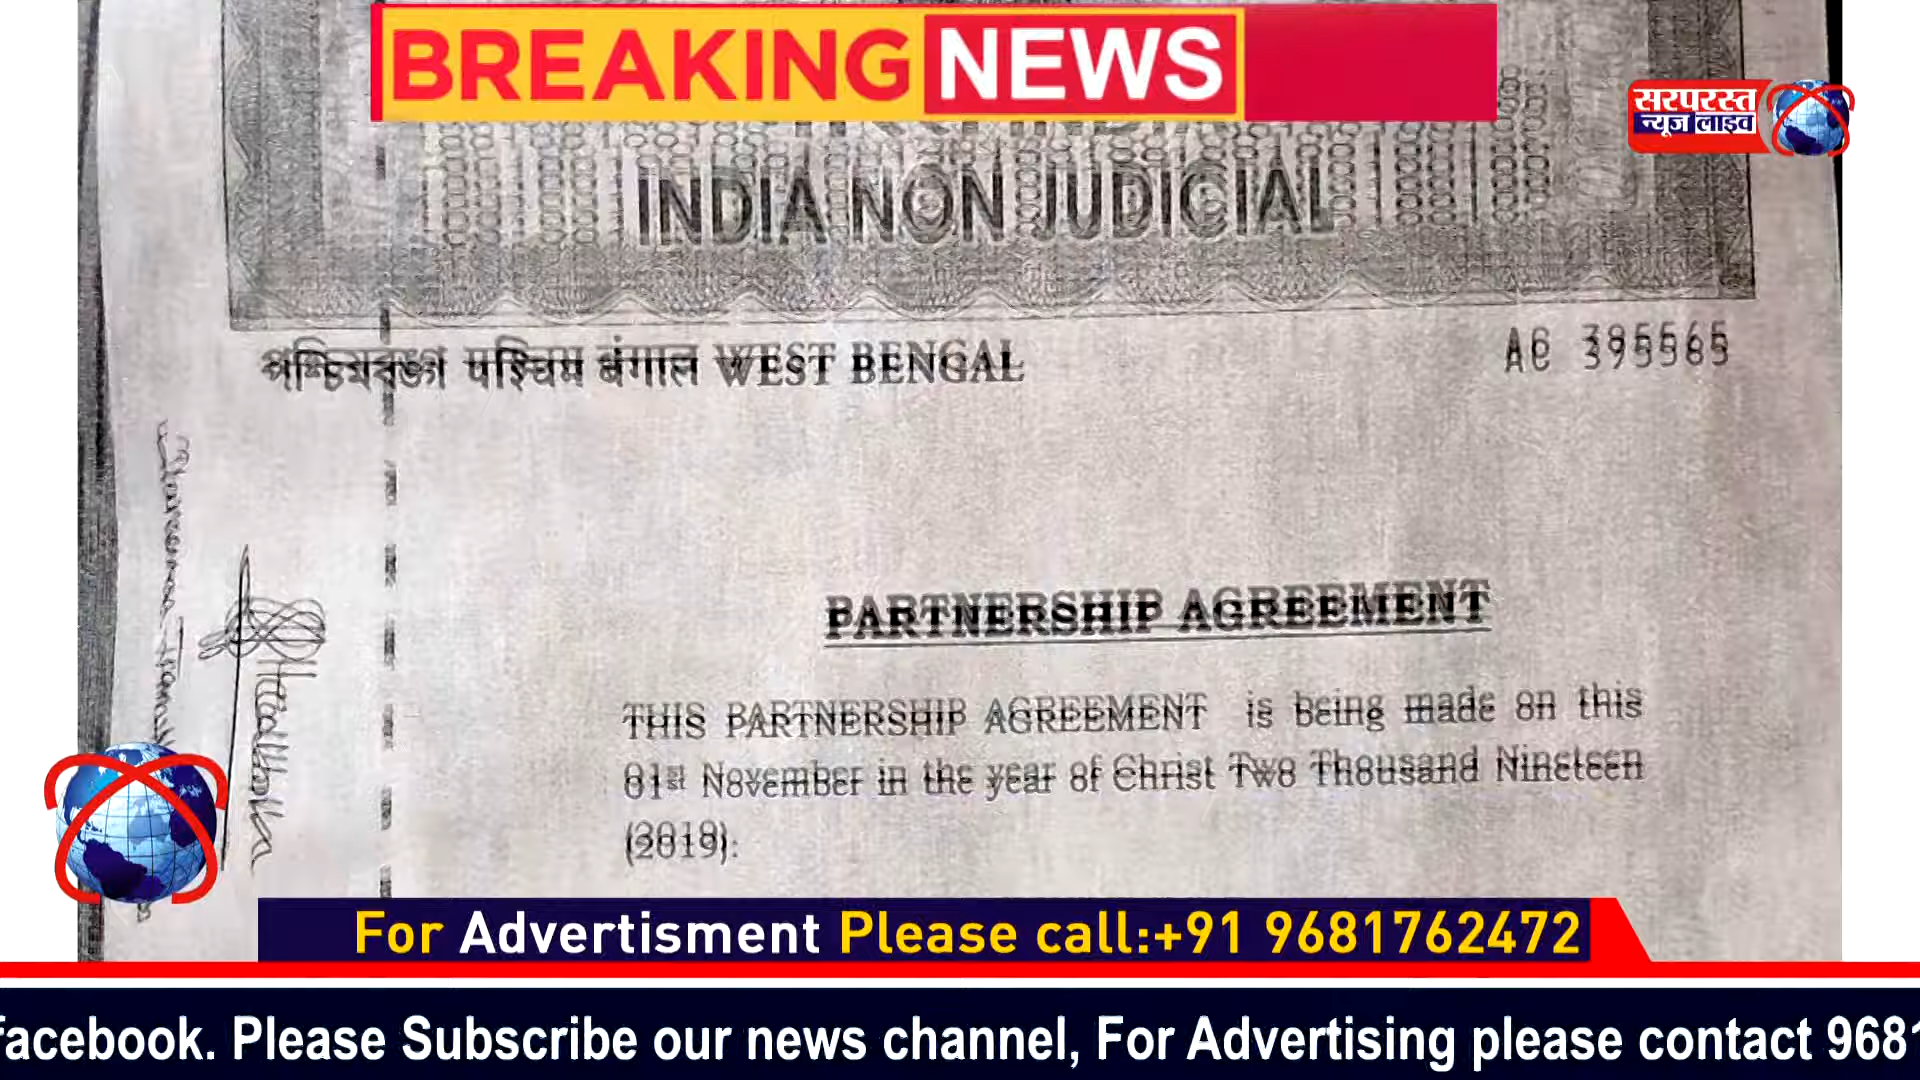 BREAKING NEWS
सरपरस्त
न्यूज लाइव
INDIA NON JUDICIAL
পশ্চিমবঙ্গ पश्चिम बंगाल WEST BENGAL
PARTNERSHIP AGREEMENT
THIS PARTNERSHIP AGREEMENT is being made on this
01st November in the year of Christ Two Thousand Nineteen
(2019):
For Advertisment Please call:+91 9681762472
facebook. Please Subscribe our news channel, For Advertising please contact 9681